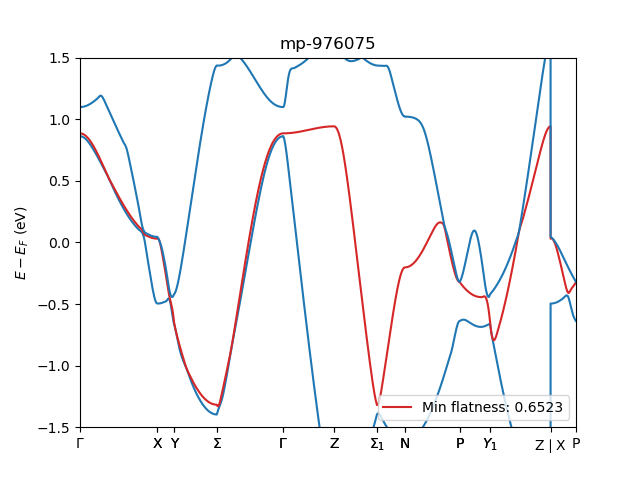 mp-976075
E − E_F (eV)
1.5
1.0
0.5
0.0
−0.5
−1.0
−1.5
Min flatness: 0.6523
Γ X Y Σ Γ Z Σ₁ N P Y₁ Z | X P